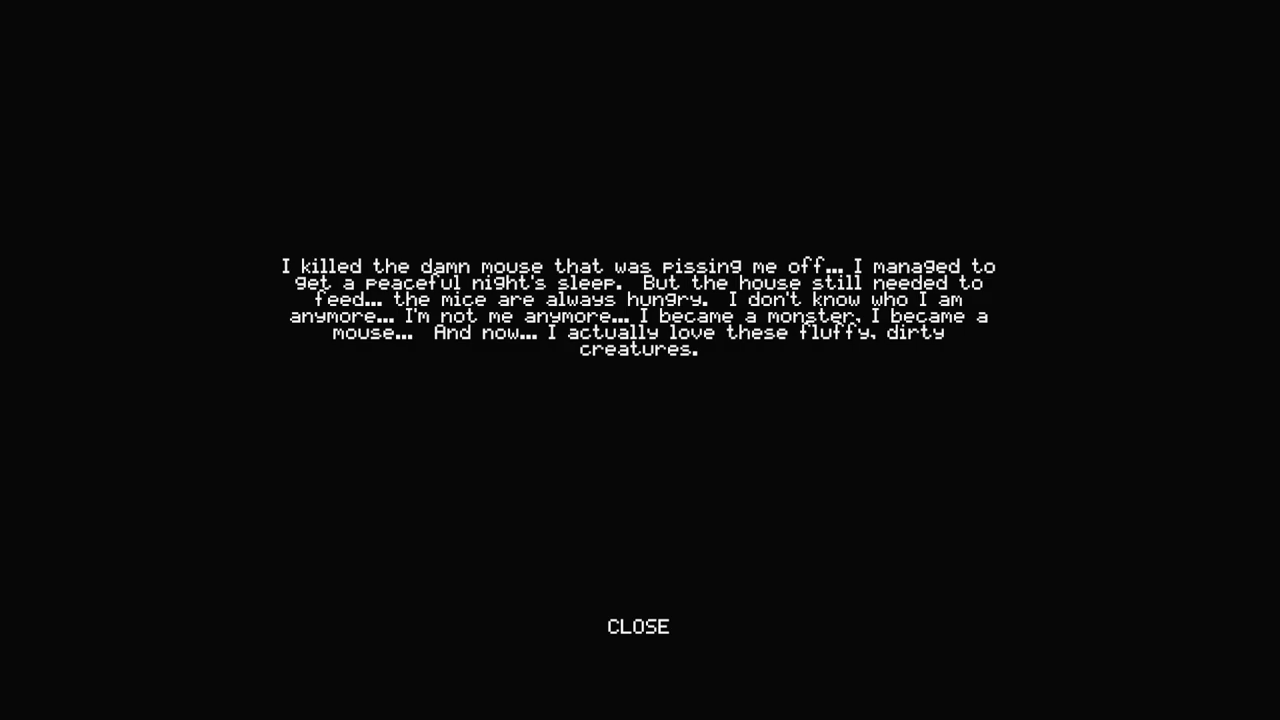 I killed the damn mouse that was pissing me off... I managed to
get a peaceful night's sleep.  But the house still needed to
feed... the mice are always hungry.  I don't know who I am
anymore... I'm not me anymore... I became a monster, I became a
mouse...  And now... I actually love these fluffy, dirty
creatures.
CLOSE